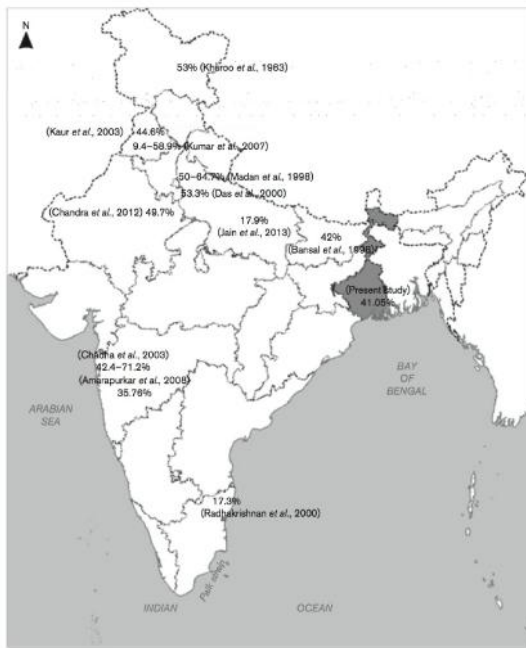 N
53% (Kharoo et al., 1963)
(Kaur et al., 2003) 44.6%
9.4–58.9% (Kumar et al., 2007)
50–64.7% (Madan et al., 1998)
53.3% (Das et al., 2000)
(Chandra et al., 2012) 49.7%
17.9%
(Jain et al., 2013)
42%
(Bansal et al., 1998)
(Present Study)
41.05%
(Chadha et al., 2003)
42.4–71.2%
(Amarapurkar et al., 2008)
35.76%
BAY
OF
BENGAL
ARABIAN
SEA
17.3%
(Radhakrishnan et al., 2000)
Palk strait
INDIAN OCEAN